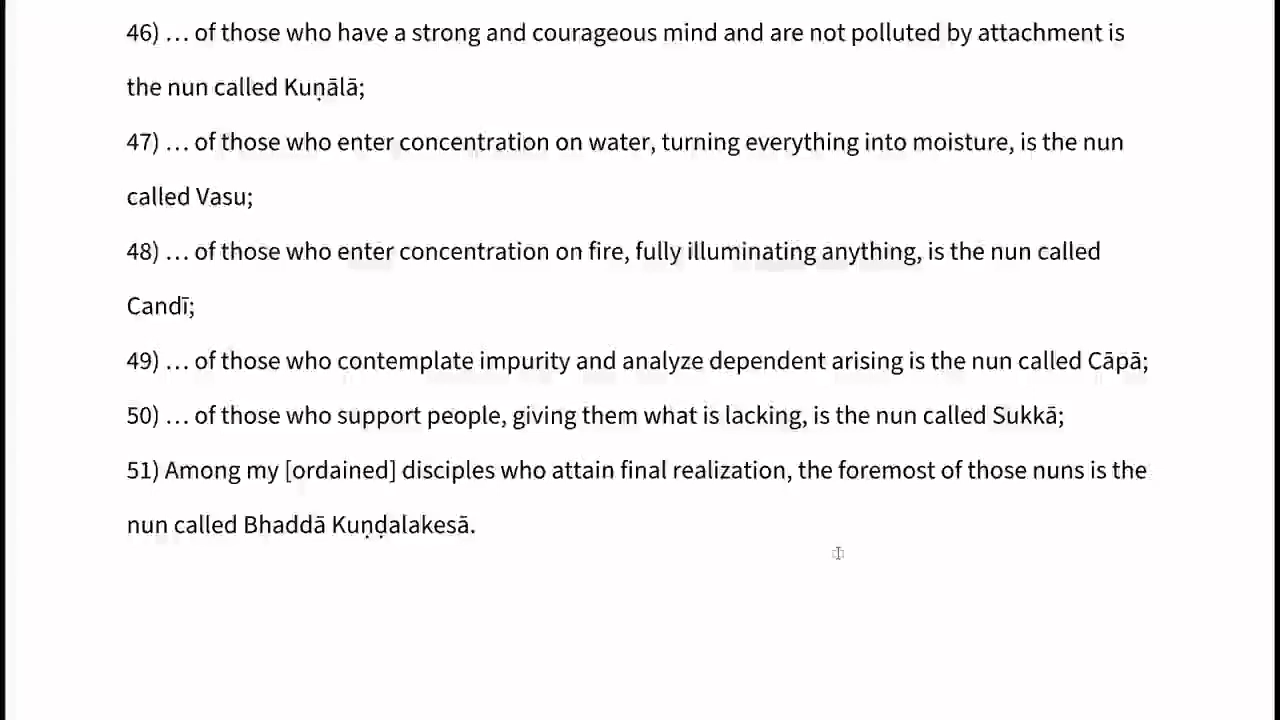 46) … of those who have a strong and courageous mind and are not polluted by attachment is
the nun called Kuṇālā;
47) … of those who enter concentration on water, turning everything into moisture, is the nun
called Vasu;
48) … of those who enter concentration on fire, fully illuminating anything, is the nun called
Candī;
49) … of those who contemplate impurity and analyze dependent arising is the nun called Cāpā;
50) … of those who support people, giving them what is lacking, is the nun called Sukkā;
51) Among my [ordained] disciples who attain final realization, the foremost of those nuns is the
nun called Bhaddā Kuṇḍalakesā.